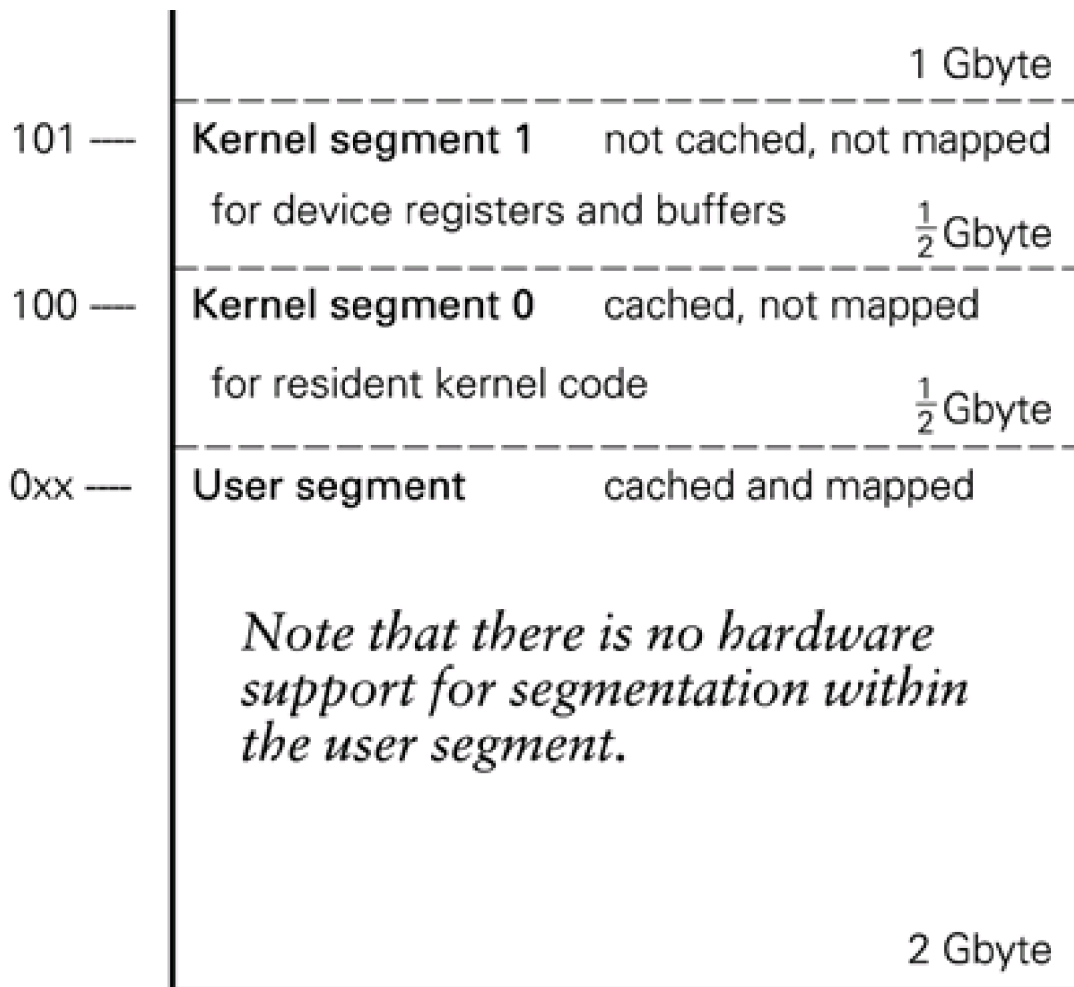 1 Gbyte
101 ---- Kernel segment 1 not cached, not mapped
for device registers and buffers
½ Gbyte
100 ---- Kernel segment 0 cached, not mapped
for resident kernel code
½ Gbyte
0xx ---- User segment cached and mapped
Note that there is no hardware
support for segmentation within
the user segment.
2 Gbyte